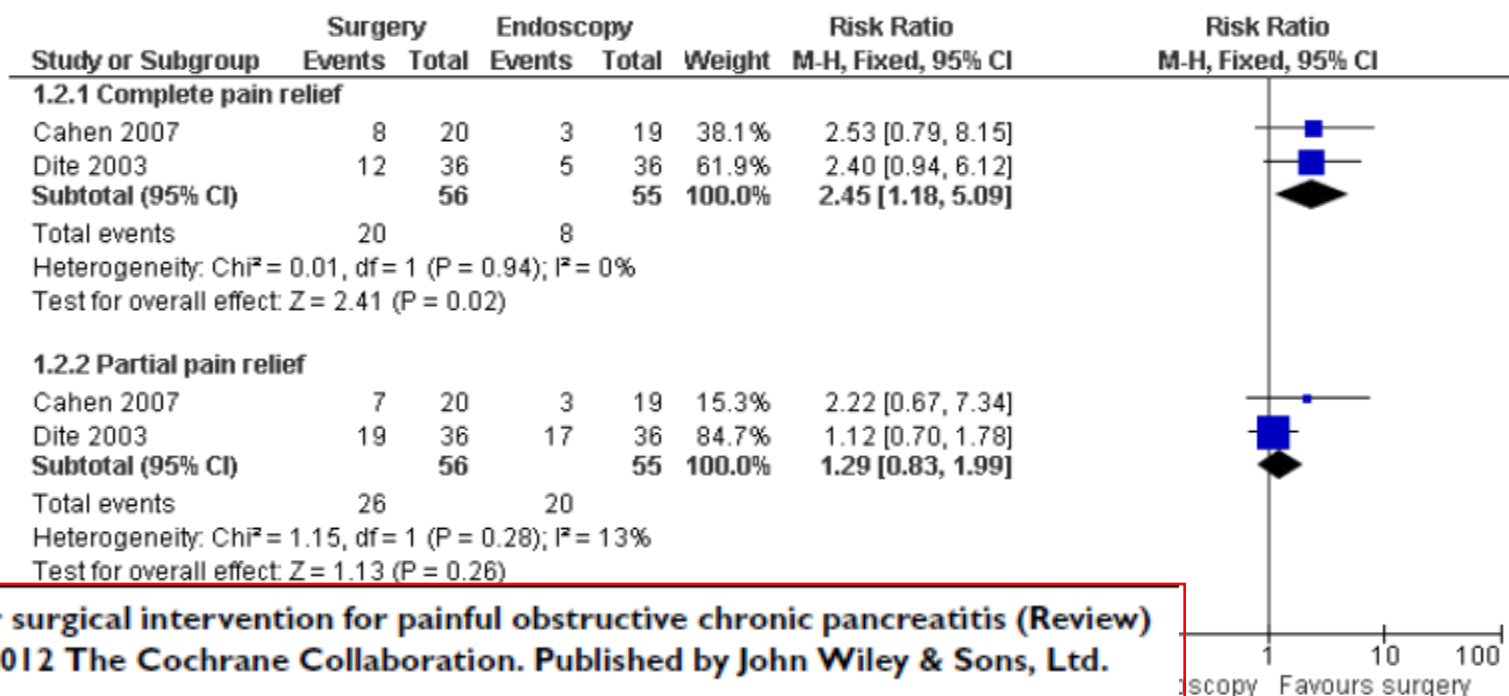 Surgery Endoscopy Risk Ratio Risk Ratio
Study or Subgroup Events Total Events Total Weight M-H, Fixed, 95% CI M-H, Fixed, 95% CI
1.2.1 Complete pain relief
Cahen 2007 8 20 3 19 38.1% 2.53 [0.79, 8.15]
Dite 2003 12 36 5 36 61.9% 2.40 [0.94, 6.12]
Subtotal (95% CI) 56 55 100.0% 2.45 [1.18, 5.09]
Total events 20 8
Heterogeneity: Chi² = 0.01, df = 1 (P = 0.94); I² = 0%
Test for overall effect: Z = 2.41 (P = 0.02)
1.2.2 Partial pain relief
Cahen 2007 7 20 3 19 15.3% 2.22 [0.67, 7.34]
Dite 2003 19 36 17 36 84.7% 1.12 [0.70, 1.78]
Subtotal (95% CI) 56 55 100.0% 1.29 [0.83, 1.99]
Total events 26 20
Heterogeneity: Chi² = 1.15, df = 1 (P = 0.28); I² = 13%
Test for overall effect: Z = 1.13 (P = 0.26)
surgical intervention for painful obstructive chronic pancreatitis (Review)
012 The Cochrane Collaboration. Published by John Wiley & Sons, Ltd.
1 10 100
scopy Favours surgery